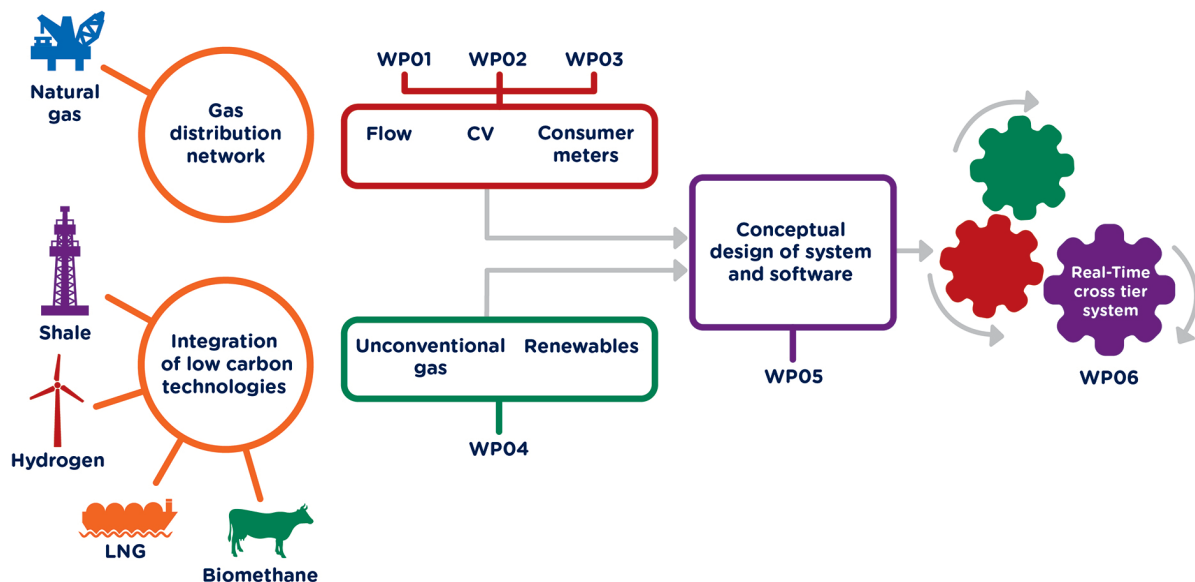 Natural
gas
Gas
distribution
network
WP01
WP02
WP03
Flow
CV
Consumer
meters
Shale
Hydrogen
LNG
Biomethane
Integration
of low carbon
technologies
Unconventional
gas
Renewables
WP04
Conceptual
design of system
and software
WP05
Real-Time
cross tier
system
WP06